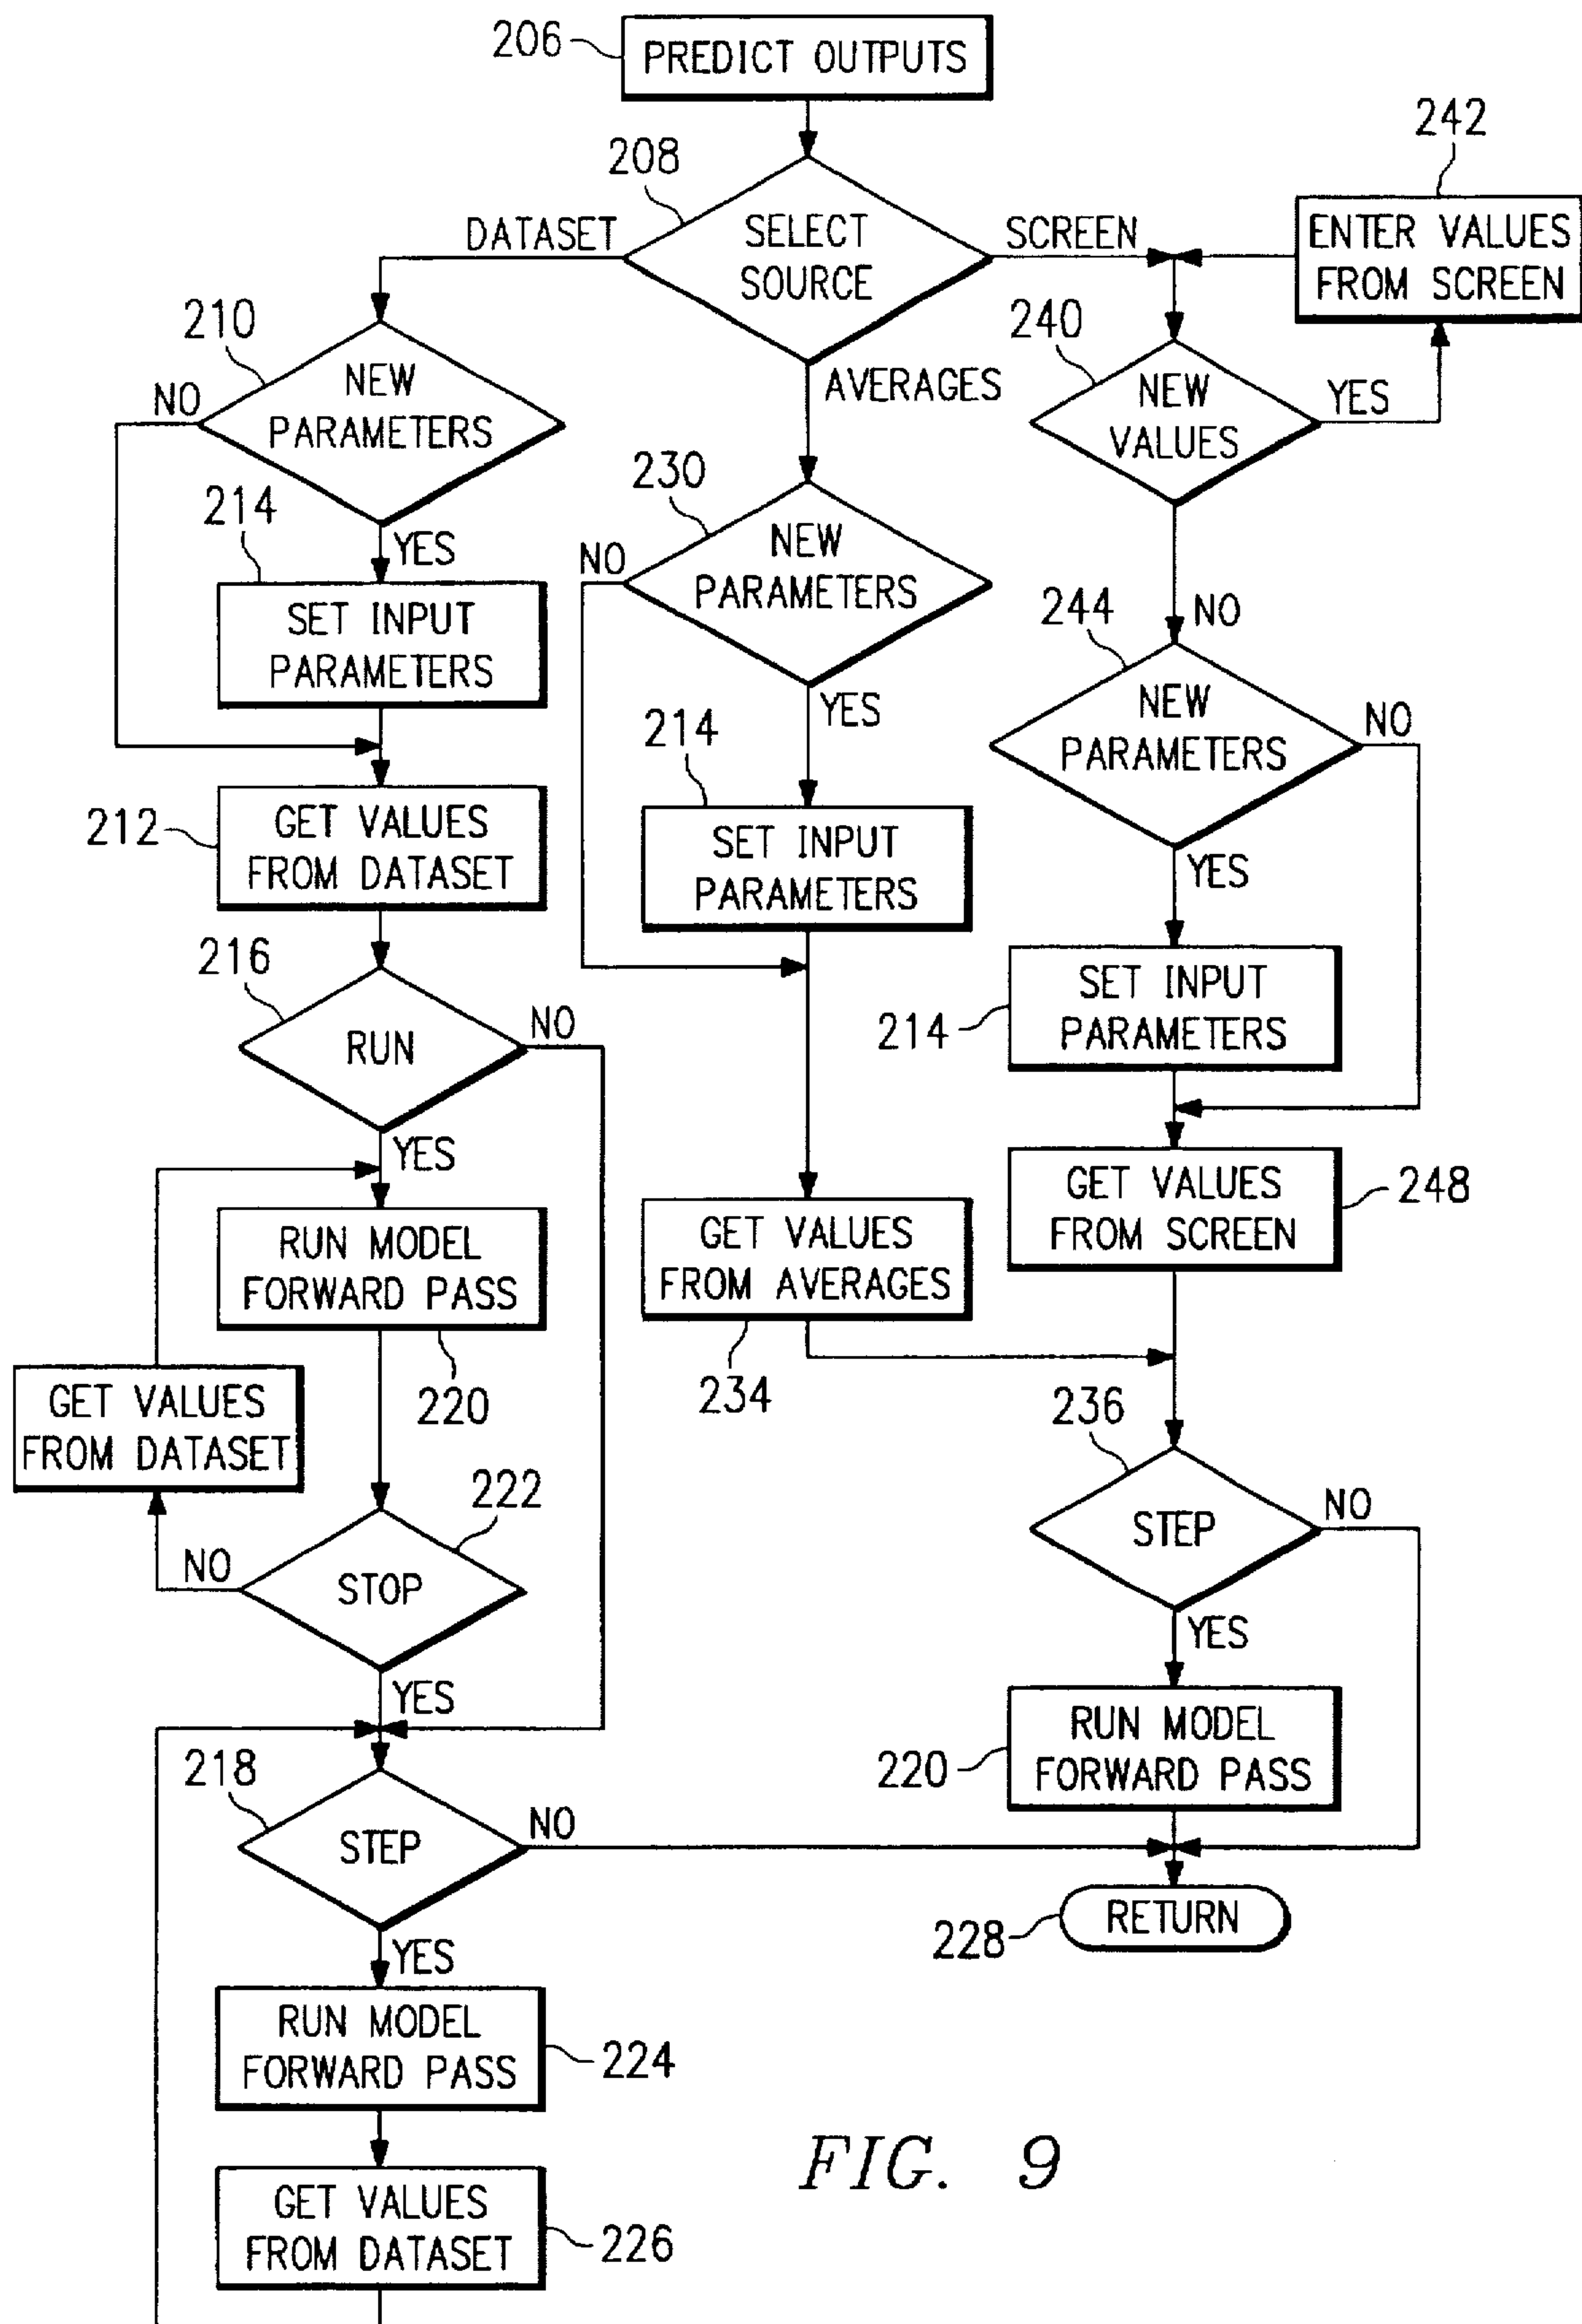 206
PREDICT OUTPUTS
242
208
DATASET
SELECT
SOURCE
SCREEN
ENTER VALUES
FROM SCREEN
210
240
NO
NEW
PARAMETERS
AVERAGES
NEW
VALUES
YES
230
214
YES
NO
NEW
PARAMETERS
244
NO
SET INPUT
PARAMETERS
YES
NEW
PARAMETERS
NO
214
212
GET VALUES
FROM DATASET
SET INPUT
PARAMETERS
YES
216
NO
RUN
214
SET INPUT
PARAMETERS
YES
GET VALUES
FROM SCREEN
248
RUN MODEL
FORWARD PASS
GET VALUES
FROM AVERAGES
220
234
GET VALUES
FROM DATASET
236
222
NO
STOP
STEP
NO
YES
YES
218
220
RUN MODEL
FORWARD PASS
STEP
NO
228
RETURN
YES
RUN MODEL
FORWARD PASS
224
FIG. 9
GET VALUES
FROM DATASET
226